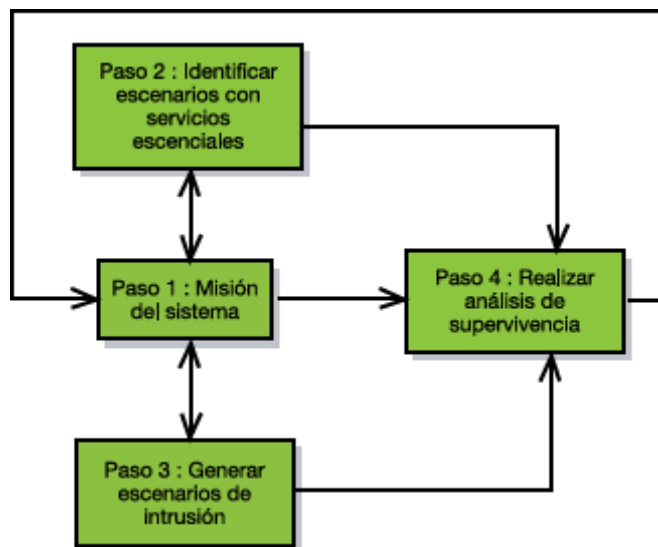 Paso 2 : Identificar
escenarios con
servicios
escenciales
Paso 1 : Misión
del sistema
Paso 4 : Realizar
análisis de
supervivencia
Paso 3 : Generar
escenarios de
intrusión